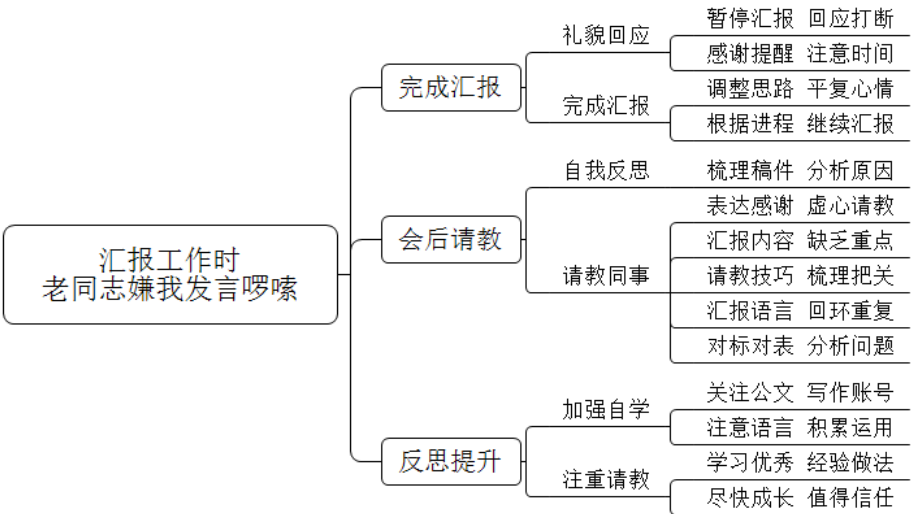 汇报工作时
老同志嫌我发言啰嗦
完成汇报
礼貌回应
暂停汇报 回应打断
感谢提醒 注意时间
完成汇报
调整思路 平复心情
根据进程 继续汇报
会后请教
自我反思
梳理稿件 分析原因
请教同事
表达感谢 虚心请教
汇报内容 缺乏重点
请教技巧 梳理把关
汇报语言 回环重复
对标对表 分析问题
反思提升
加强自学
关注公文 写作账号
注意语言 积累运用
注重请教
学习优秀 经验做法
尽快成长 值得信任